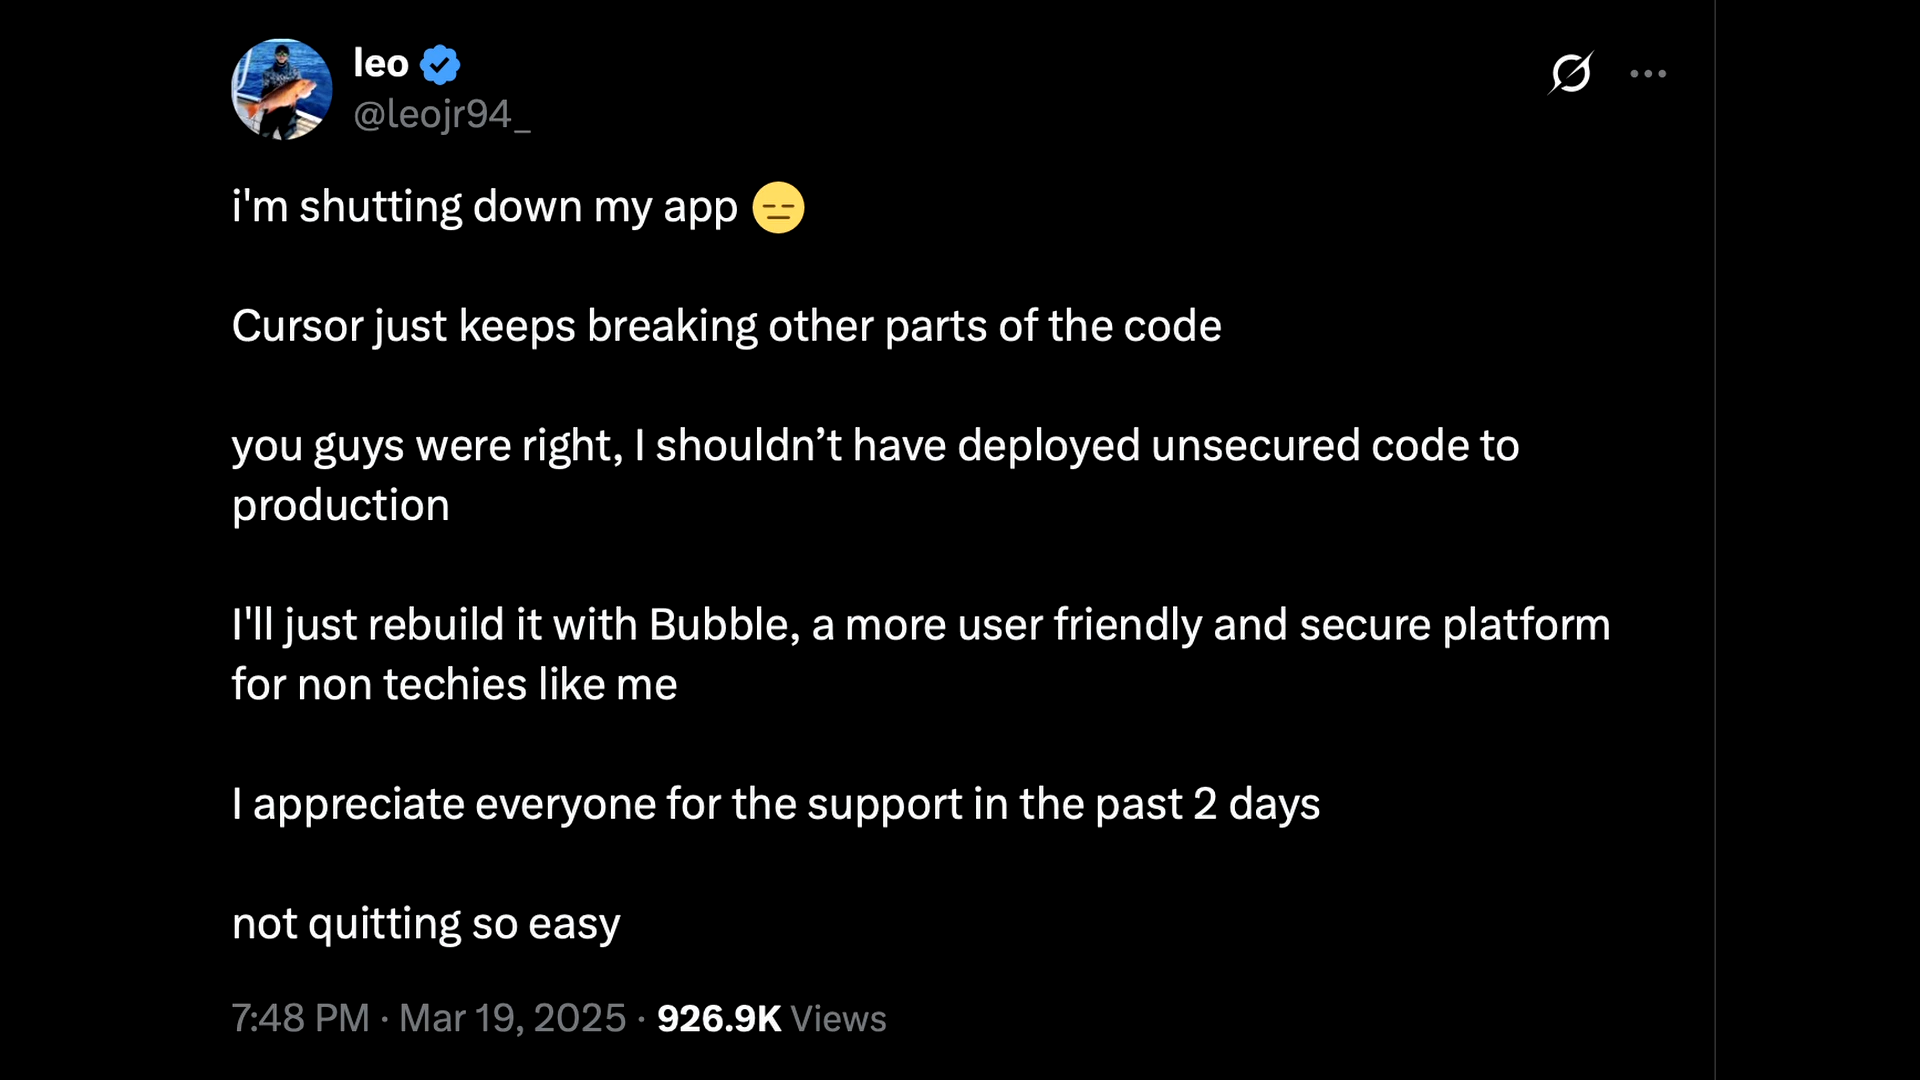 leo
@leojr94_
i'm shutting down my app 😑
Cursor just keeps breaking other parts of the code
you guys were right, I shouldn’t have deployed unsecured code to
production
I'll just rebuild it with Bubble, a more user friendly and secure platform
for non techies like me
I appreciate everyone for the support in the past 2 days
not quitting so easy
7:48 PM · Mar 19, 2025 · 926.9K Views